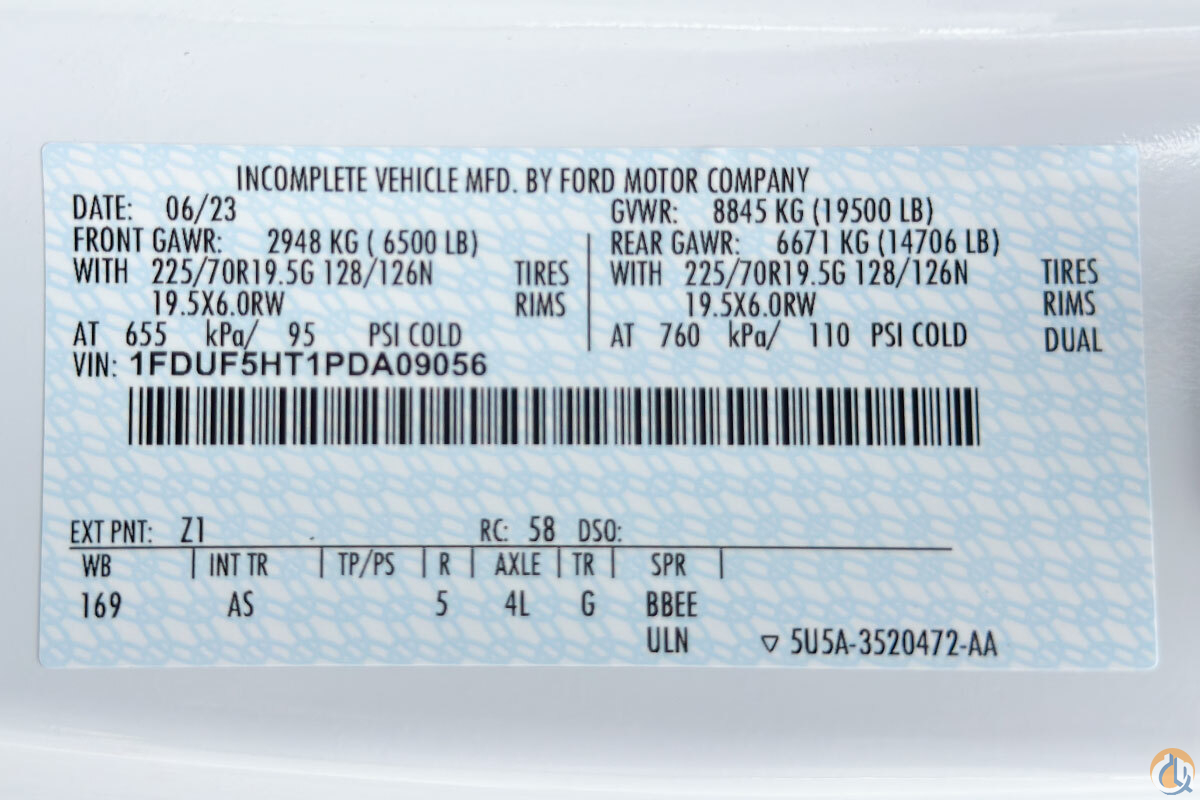 INCOMPLETE VEHICLE MFD. BY FORD MOTOR COMPANY
DATE: 06/23 GVWR: 8845 KG (19500 LB)
FRONT GAWR: 2948 KG ( 6500 LB) REAR GAWR: 6671 KG (14706 LB)
WITH 225/70R19.5G 128/126N TIRES WITH 225/70R19.5G 128/126N TIRES
19.5X6.0RW RIMS 19.5X6.0RW RIMS
AT 655 kPa/ 95 PSI COLD AT 760 kPa/ 110 PSI COLD DUAL
VIN: 1FDUF5HT1PDA09056
EXT PNT: Z1 RC: 58 DSO:
WB INT TR TP/PS R AXLE TR SPR
169 AS 5 4L G BBEE
ULN ▽ 5U5A-3520472-AA